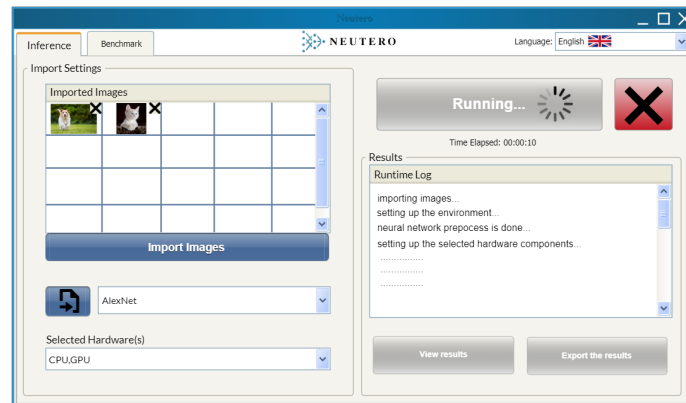 Neutero
Inference
Benchmark
NEUTERO
Language:
English
Import Settings
Imported Images
Import Images
AlexNet
Selected Hardware(s)
CPU,GPU
Running...
Time Elapsed: 00:00:10
Results
Runtime Log
importing images...
setting up the environment...
neural network prepocess is done...
setting up the selected hardware components...
................
................
................
View results
Export the results